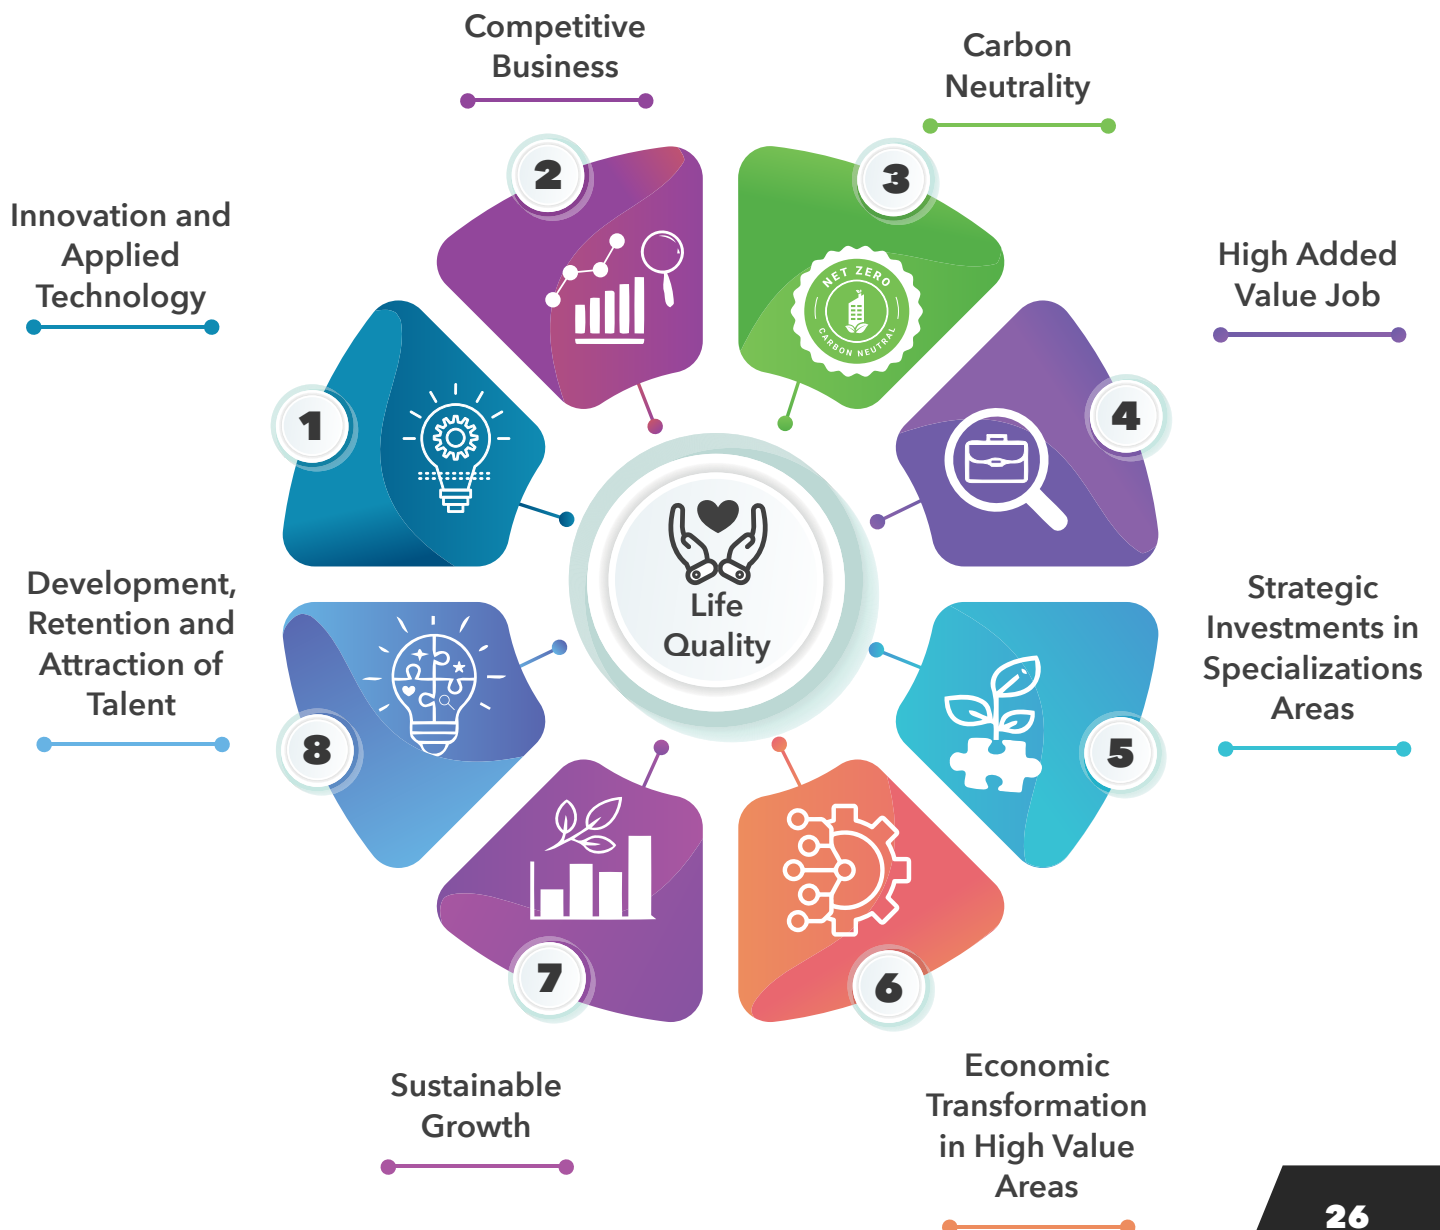 Competitive
Business
Carbon
Neutrality
2
3
Innovation and
Applied
Technology
High Added
Value Job
NET ZERO
CARBON NEUTRAL
1
4
Life
Quality
Development,
Retention and
Attraction of
Talent
Strategic
Investments in
Specializations
Areas
8
5
7
6
Sustainable
Growth
Economic
Transformation
in High Value
Areas
26